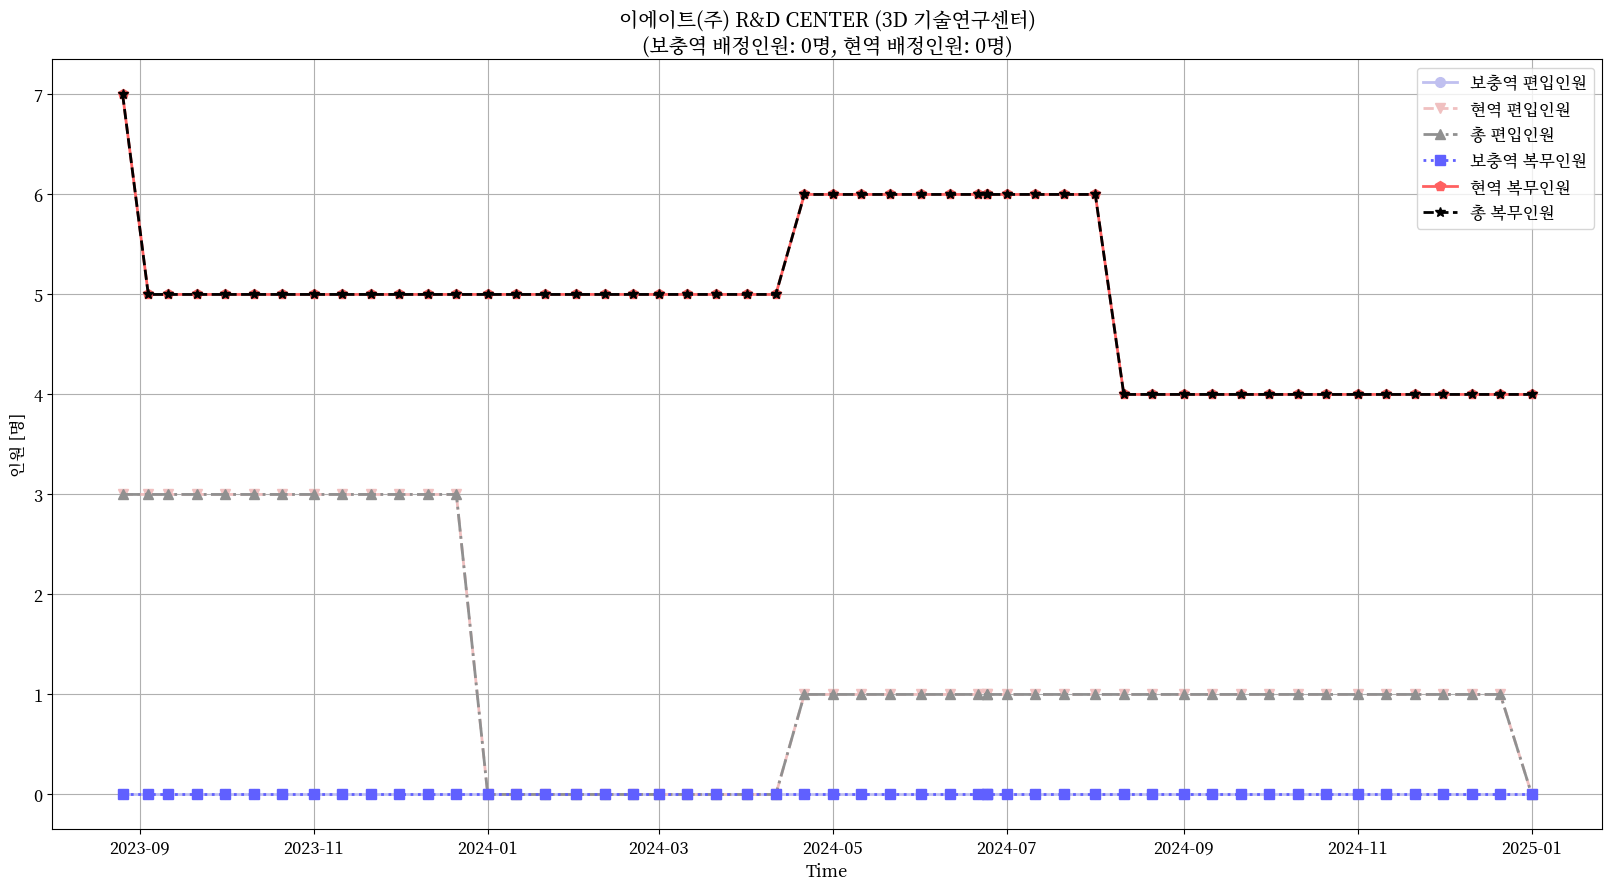 이에이트(주) R&D CENTER (3D 기술연구센터)
(보충역 배정인원: 0명, 현역 배정인원: 0명)
보충역 편입인원
현역 편입인원
총 편입인원
보충역 복무인원
현역 복무인원
총 복무인원
인원 [명]
7
6
5
4
3
2
1
0
2023-09
2023-11
2024-01
2024-03
2024-05
2024-07
2024-09
2024-11
2025-01
Time